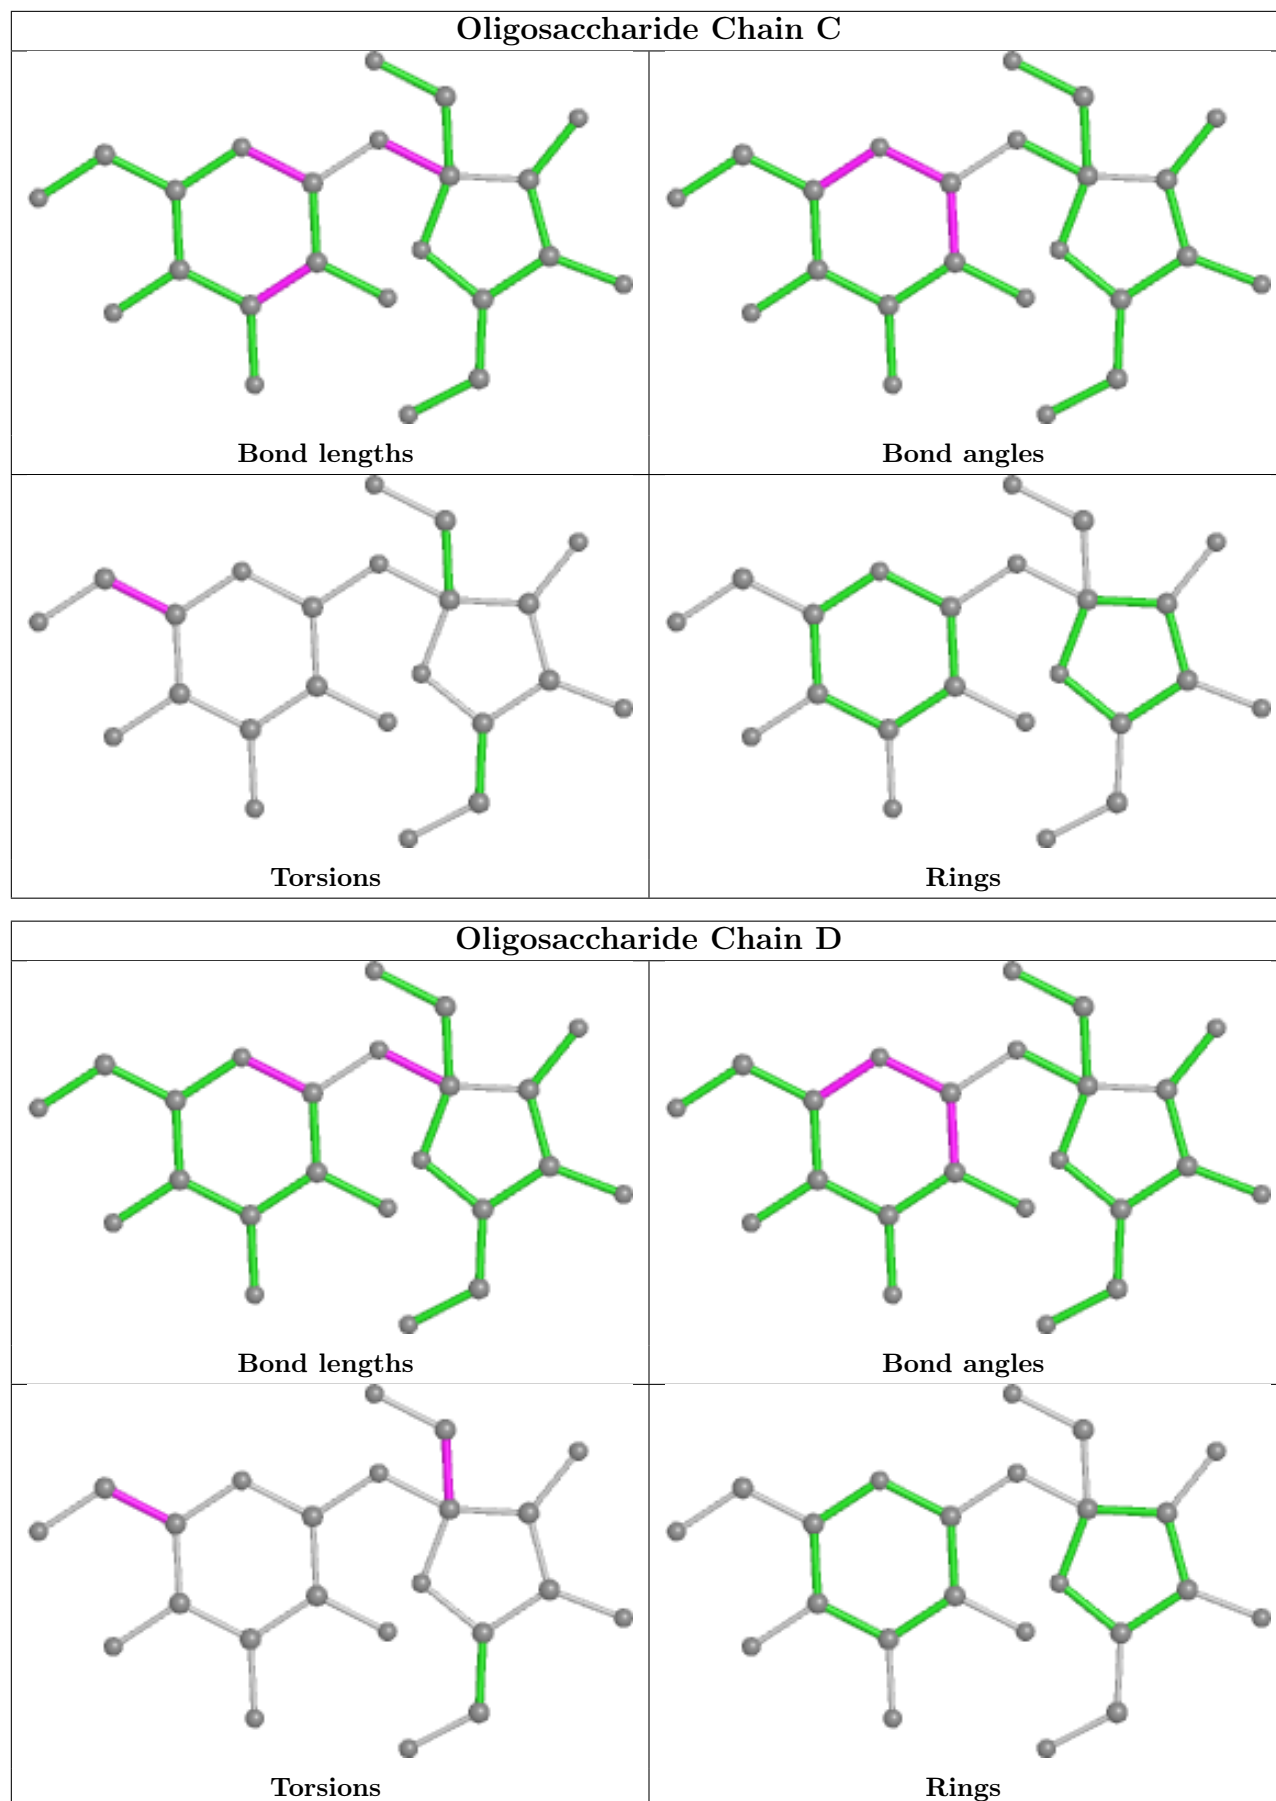 Oligosaccharide Chain C
Bond lengths
Bond angles
Torsions
Rings
Oligosaccharide Chain D
Bond lengths
Bond angles
Torsions
Rings